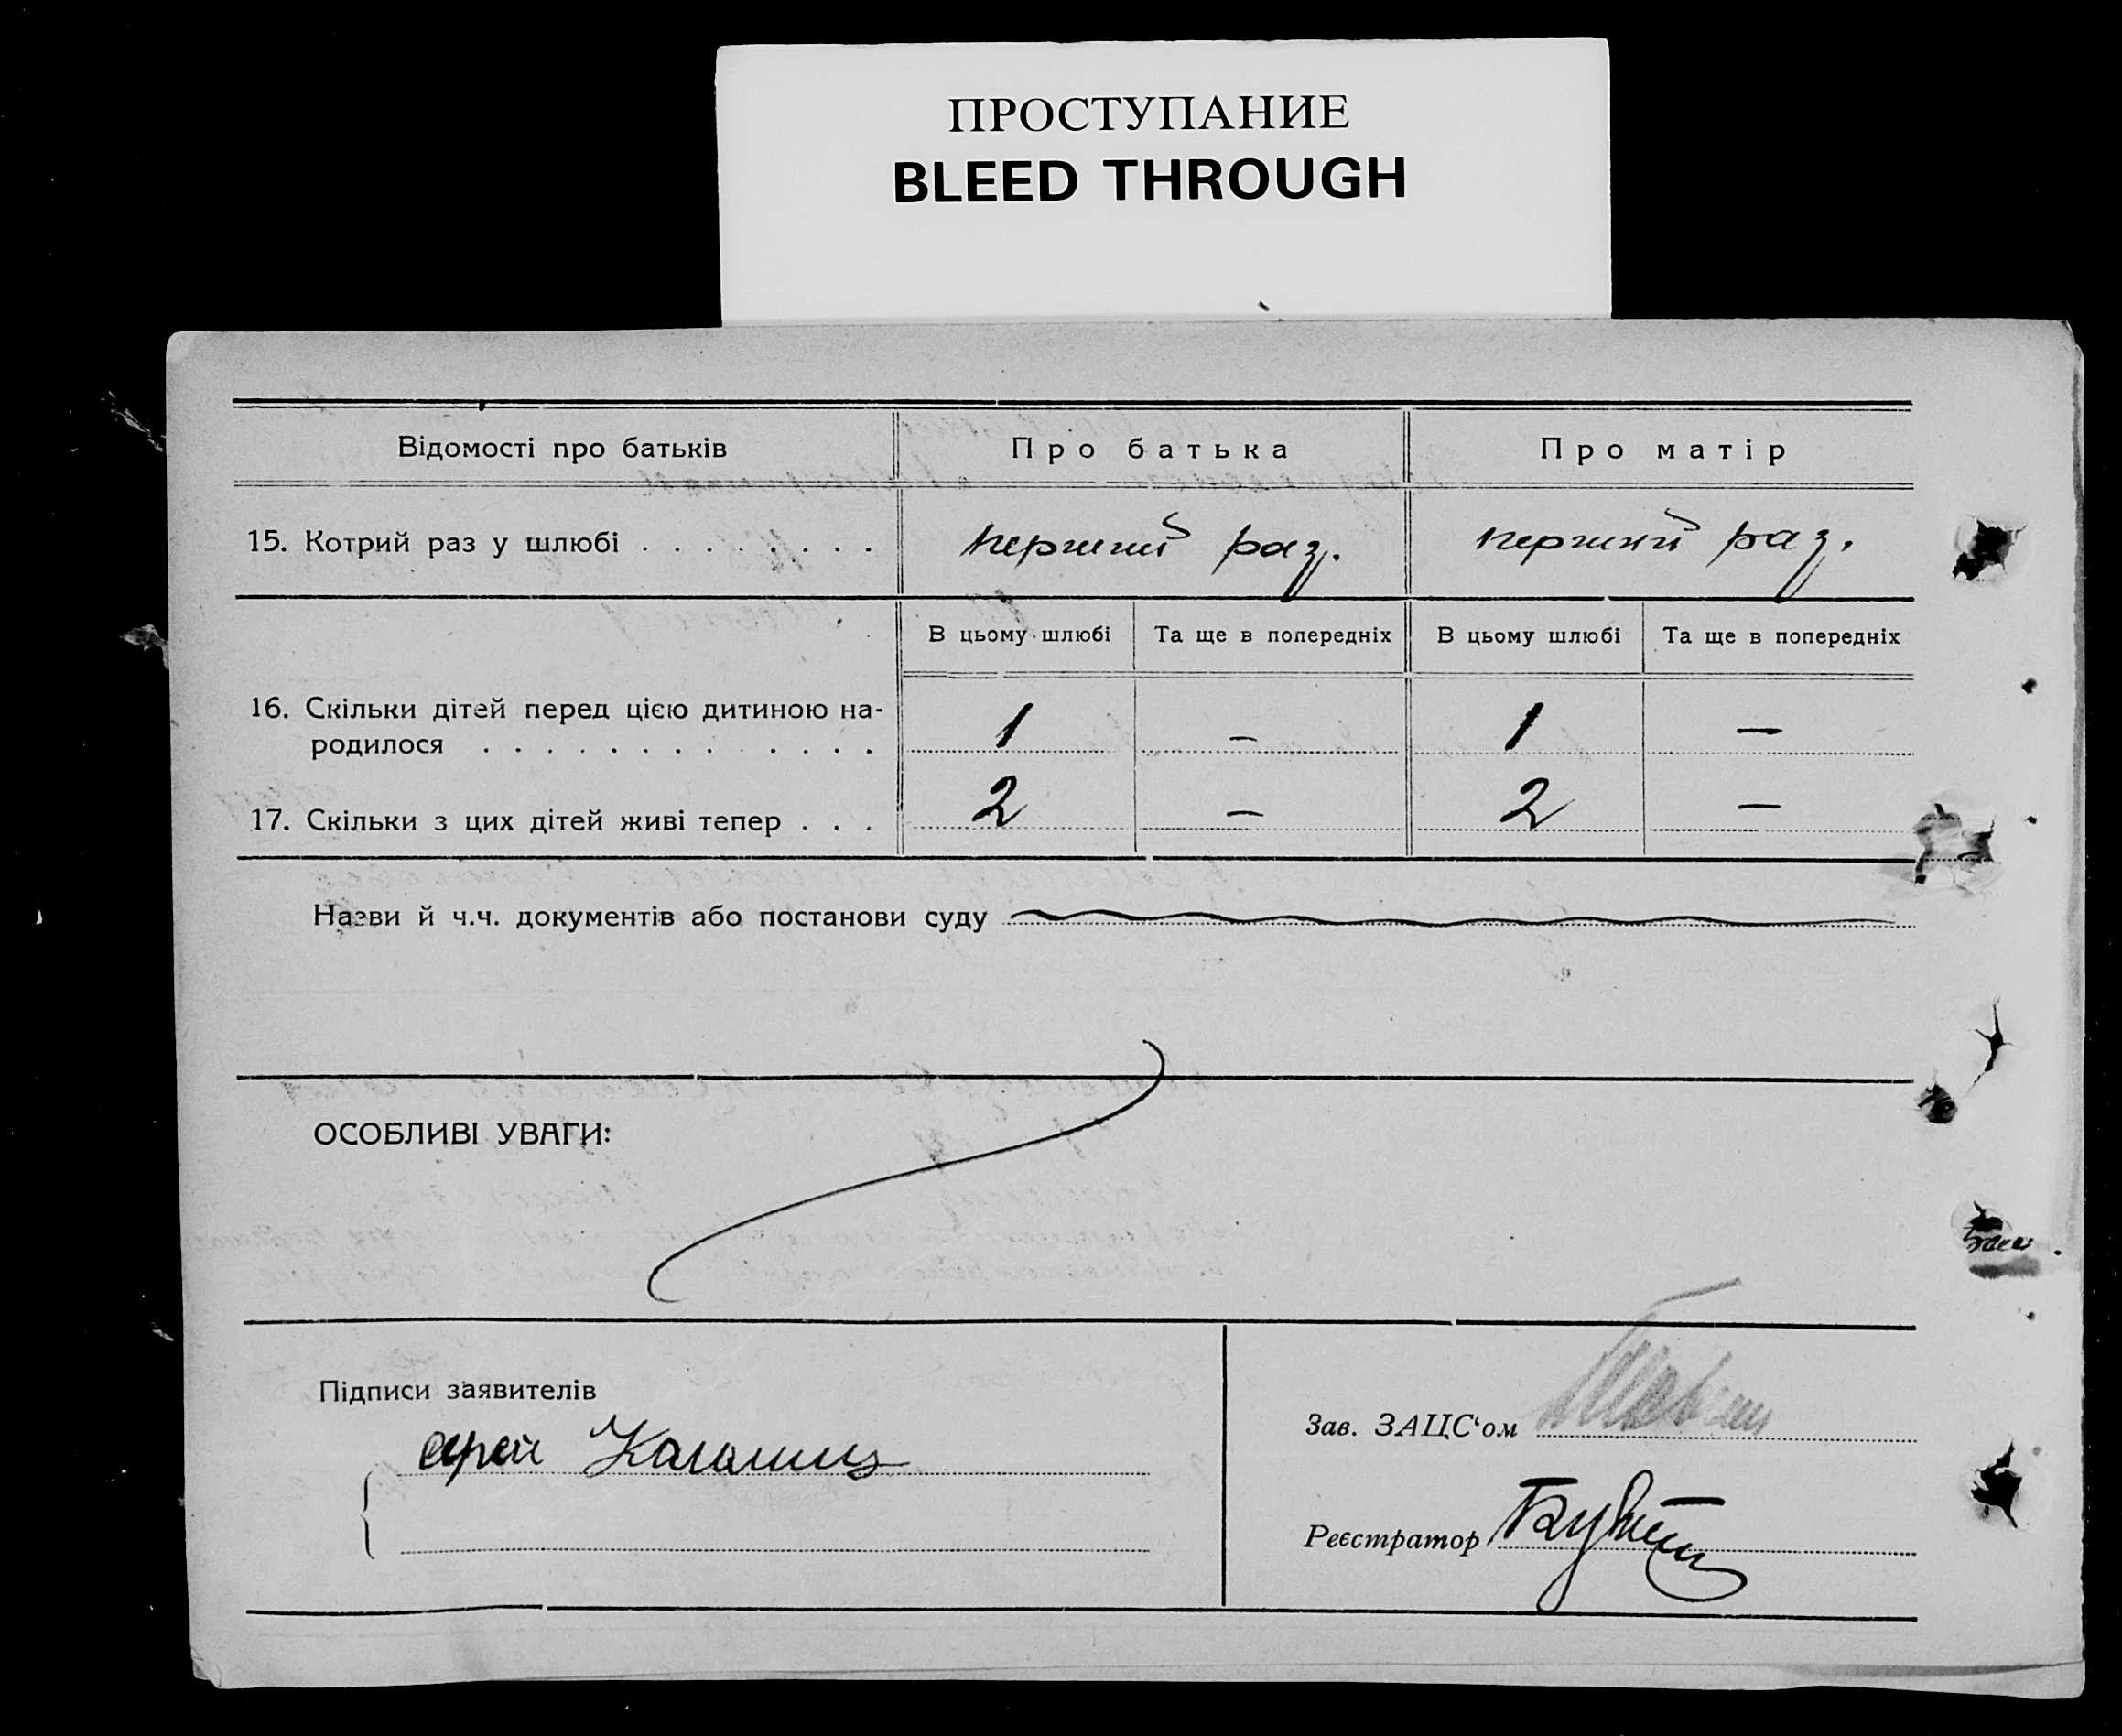 ПРОСТУПАНИЕ
BLEED THROUGH
Відомості про батьків
Про батька
Про матір
15. Котрий раз у шлюбі . . . . . . . .
перший раз.
перший раз.
В цьому шлюбі
Та ще в попередніх
В цьому шлюбі
Та ще в попередніх
16. Скільки дітей перед цією дитиною на-
родилося . . . . . . . . . . . . . .
1
–
1
–
17. Скільки з цих дітей живі тепер . . .
2
–
2
–
Назви й ч.ч. документів або постанови суду
ОСОБЛИВІ УВАГИ:
Підписи заявителів
Зав. ЗАЦС‘ом
Реєстратор